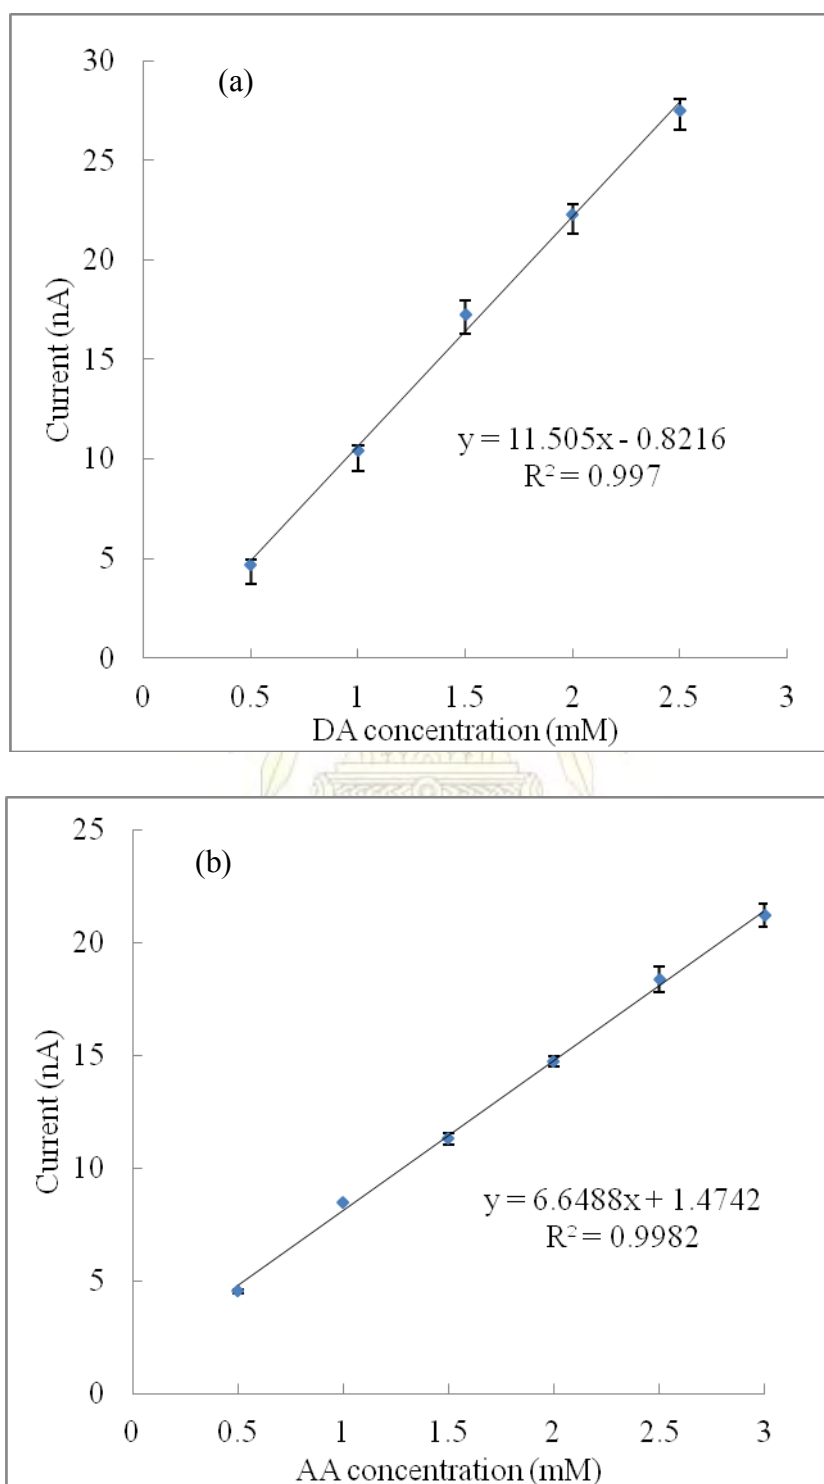 (a)
30
25
20
15
10
5
0
Current (nA)
y = 11.505x - 0.8216
R² = 0.997
0 0.5 1 1.5 2 2.5 3
DA concentration (mM)
(b)
25
20
15
10
5
0
Current (nA)
y = 6.6488x + 1.4742
R² = 0.9982
0 0.5 1 1.5 2 2.5 3
AA concentration (mM)